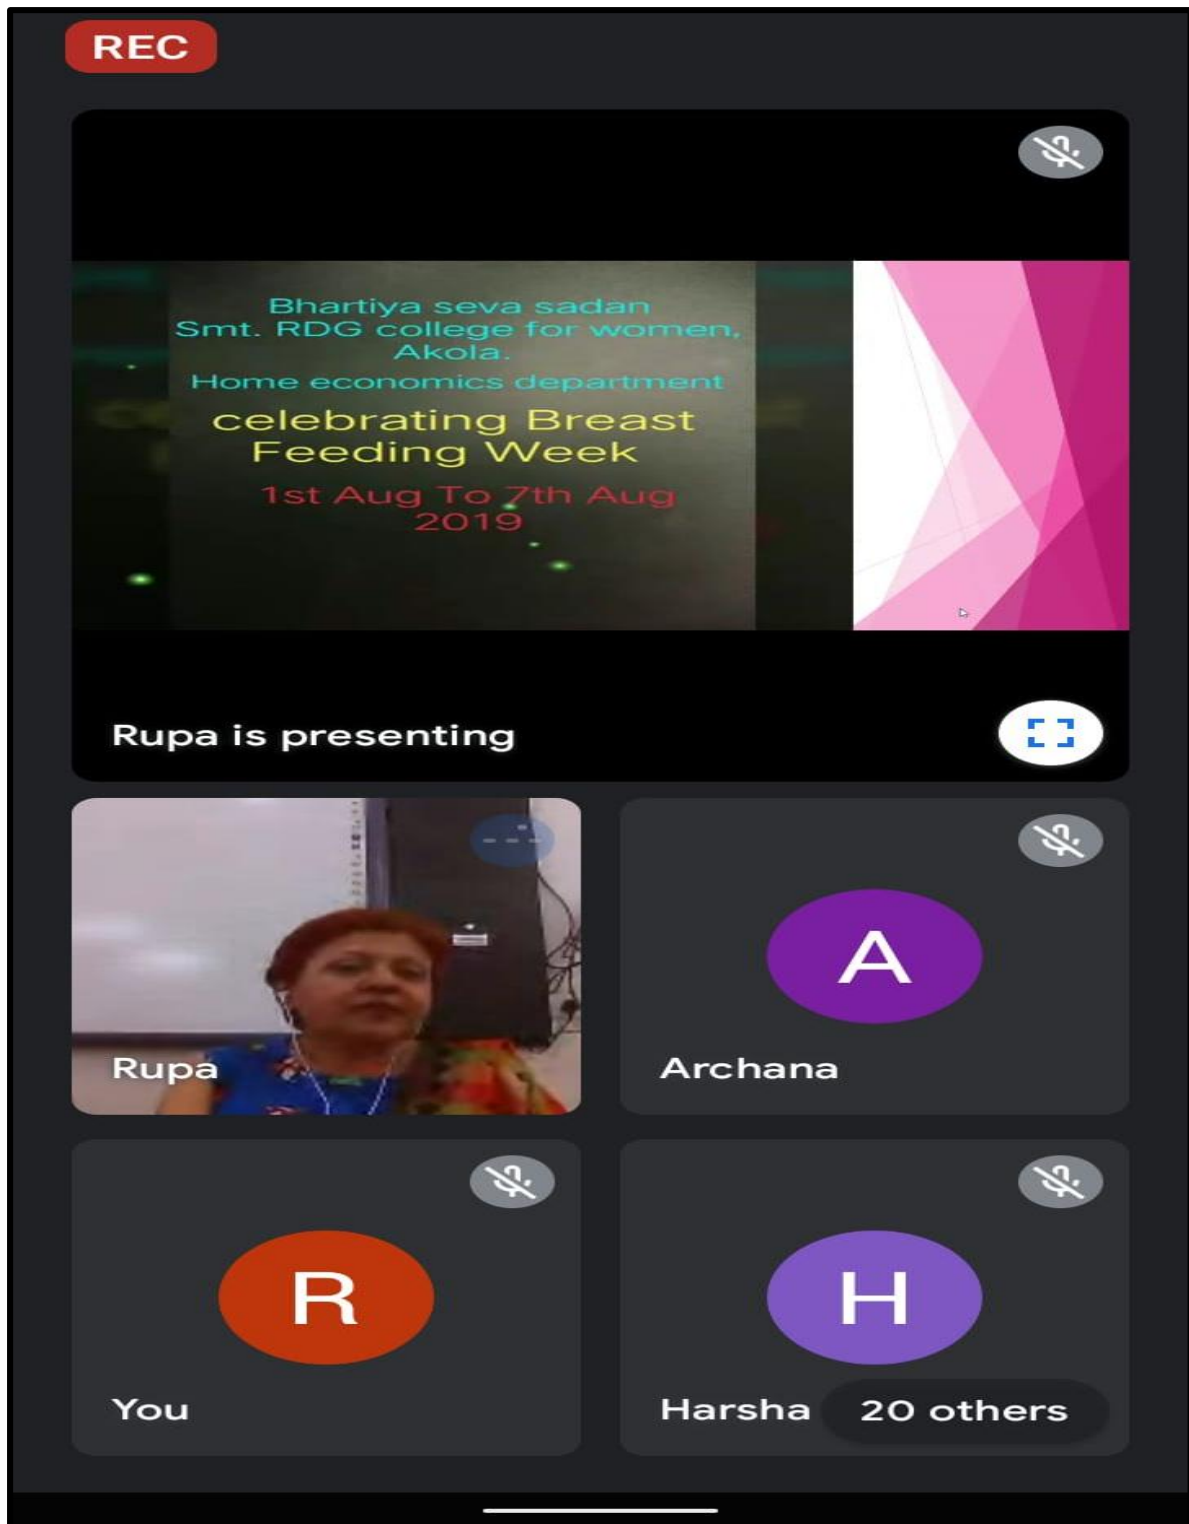 REC
Bhartiya seva sadan
Smt. RDG college for women,
Akola.
Home economics department
celebrating Breast
Feeding Week
1st Aug To 7th Aug
2019
Rupa is presenting
Rupa
A
Archana
R
You
H
Harsha
20 others